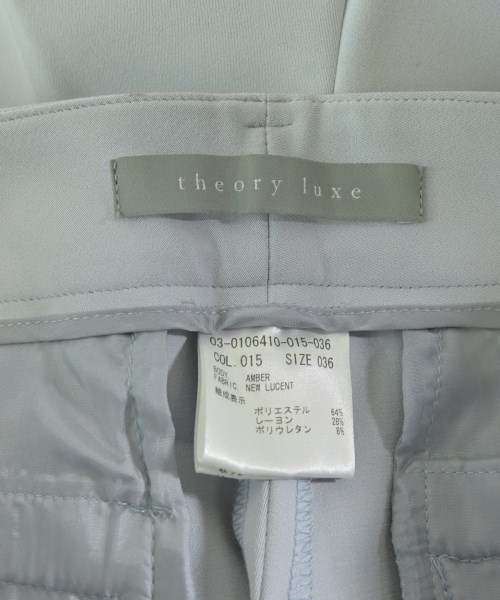 theory luxe
03-0106410-015-036
COL. 015 SIZE 036
BODY. AMBER
FABRIC. NEW LUCENT
組成表示
ポリエステル 64%
レーヨン 28%
ポリウレタン 8%